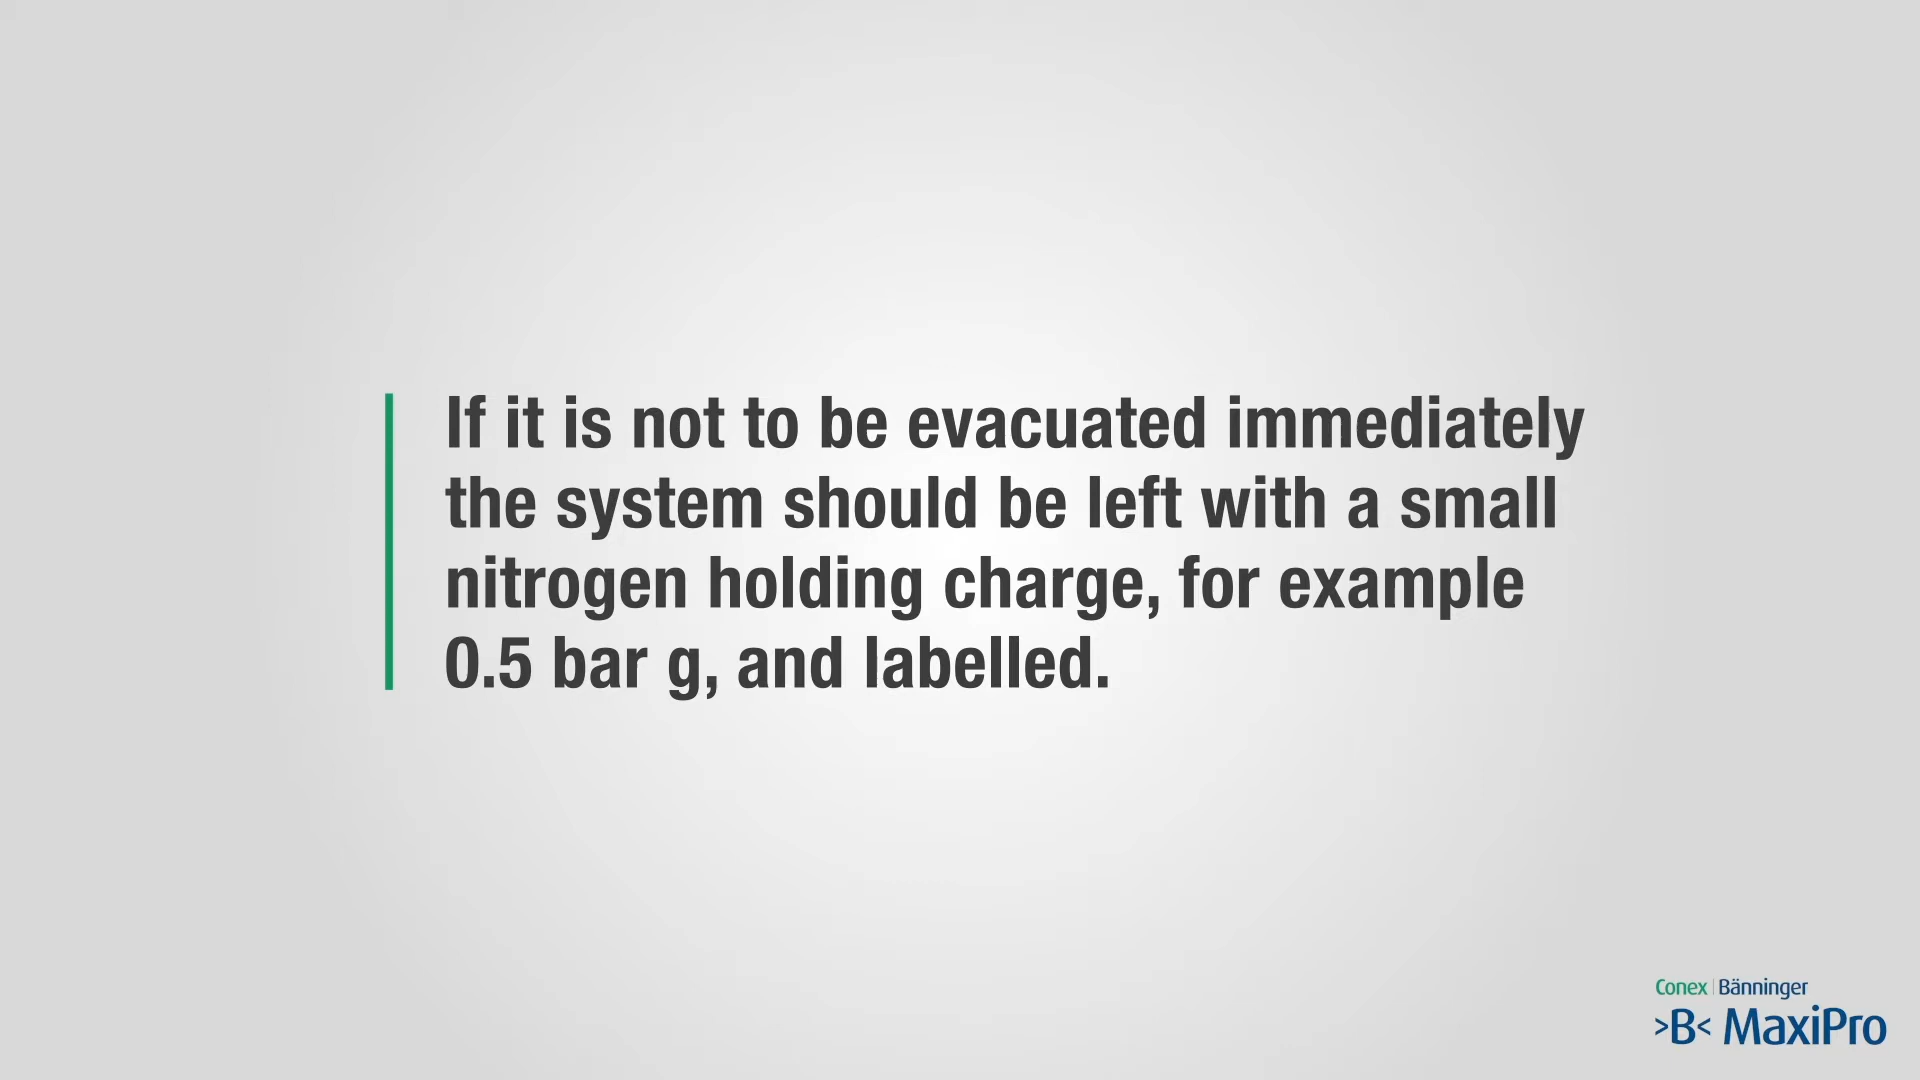 If it is not to be evacuated immediately
the system should be left with a small
nitrogen holding charge, for example
0.5 bar g, and labelled.
Conex | Bänninger
>B< MaxiPro